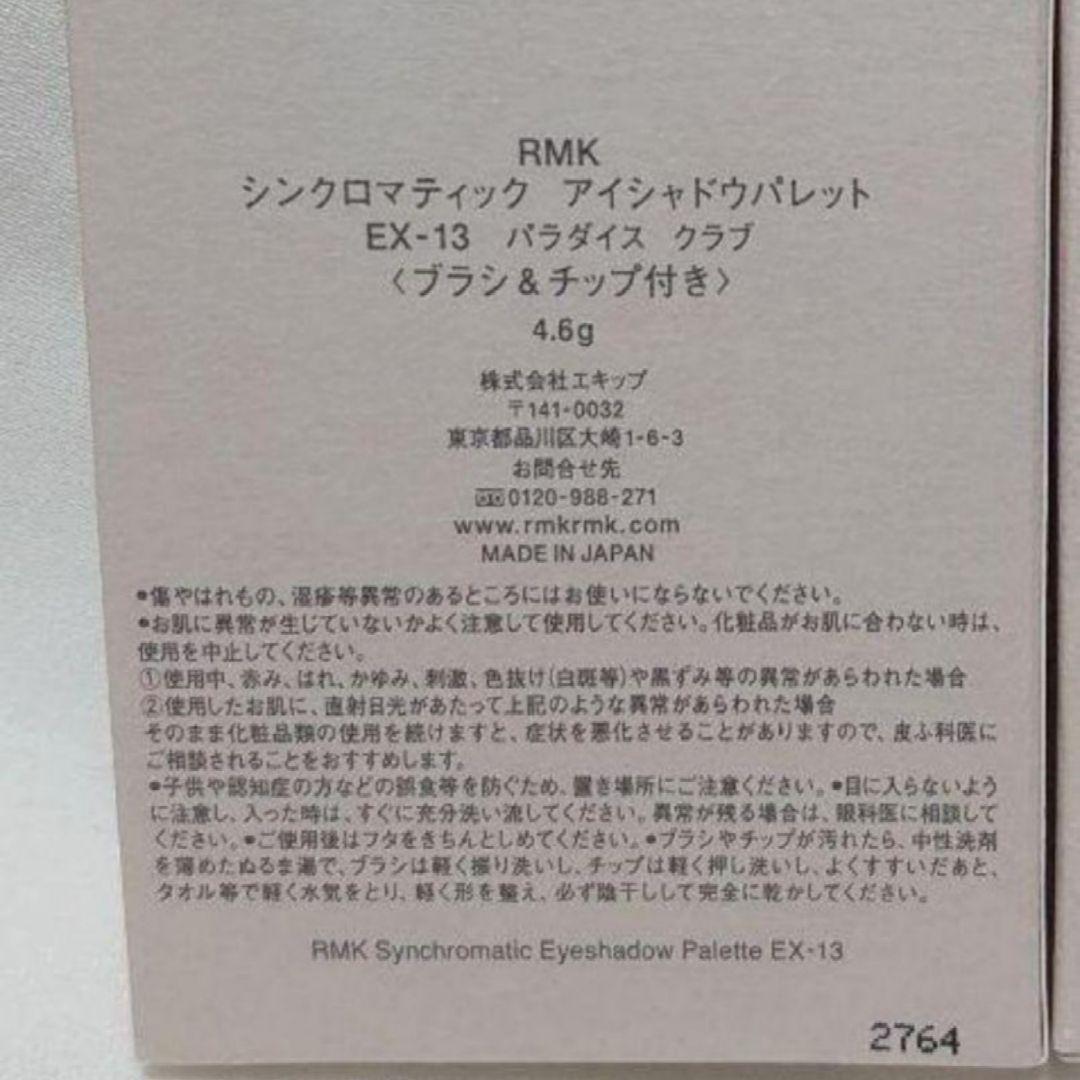 RMK
シンクロマティック　アイシャドウパレット
EX-13　パラダイス　クラブ
〈ブラシ＆チップ付き〉
4.6g
株式会社エキップ
〒141-0032
東京都品川区大崎1-6-3
お問合せ先
0120-988-271
www.rmkrmk.com
MADE IN JAPAN
●傷やはれもの、湿疹等異常のあるところにはお使いにならないでください。
●お肌に異常が生じていないかよく注意して使用してください。化粧品がお肌に合わない時は、
使用を中止してください。
①使用中、赤み、はれ、かゆみ、刺激、色抜け(白斑等)や黒ずみ等の異常があらわれた場合
②使用したお肌に、直射日光があたって上記のような異常があらわれた場合
そのまま化粧品類の使用を続けますと、症状を悪化させることがありますので、皮ふ科医に
ご相談されることをおすすめします。
●子供や認知症の方などの誤食等を防ぐため、置き場所にご注意ください。●目に入らないよう
に注意し、入った時は、すぐに充分洗い流してください。異常が残る場合は、眼科医に相談して
ください。●ご使用後はフタをきちんとしめてください。●ブラシやチップが汚れたら、中性洗剤
を薄めたぬるま湯で、ブラシは軽く振り洗いし、チップは軽く押し洗いし、よくすすいだあと、
タオル等で軽く水気をとり、軽く形を整え、必ず陰干しして完全に乾かしてください。
RMK Synchromatic Eyeshadow Palette EX-13
2764